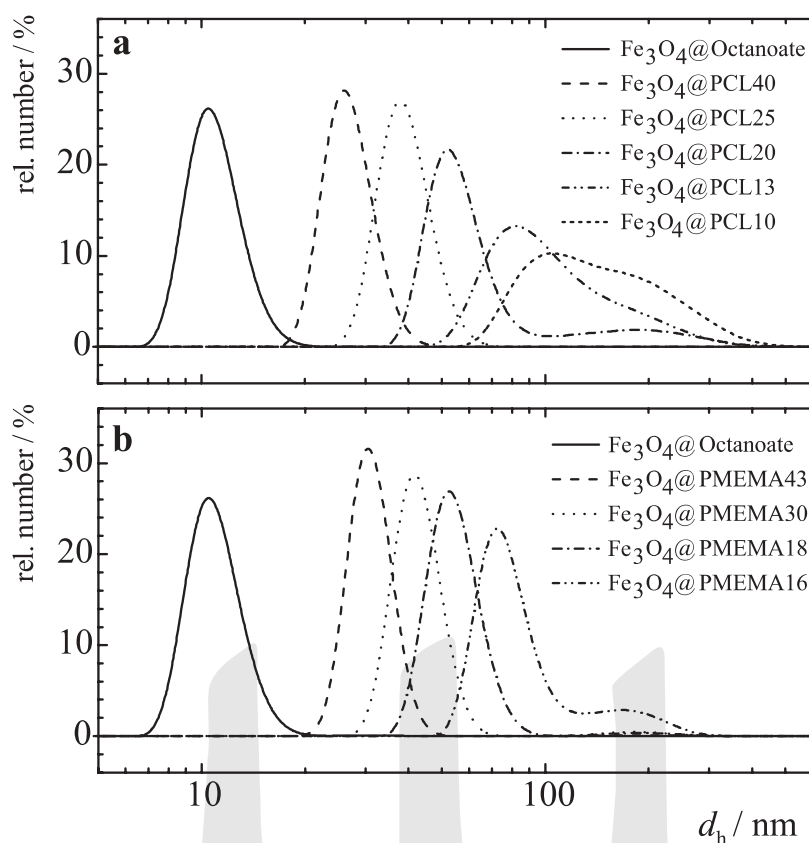 a
rel. number / %
30
20
10
0
Fe3O4@Octanoate
Fe3O4@PCL40
Fe3O4@PCL25
Fe3O4@PCL20
Fe3O4@PCL13
Fe3O4@PCL10
b
rel. number / %
30
20
10
0
Fe3O4@Octanoate
Fe3O4@PMEMA43
Fe3O4@PMEMA30
Fe3O4@PMEMA18
Fe3O4@PMEMA16
10
100
dh / nm